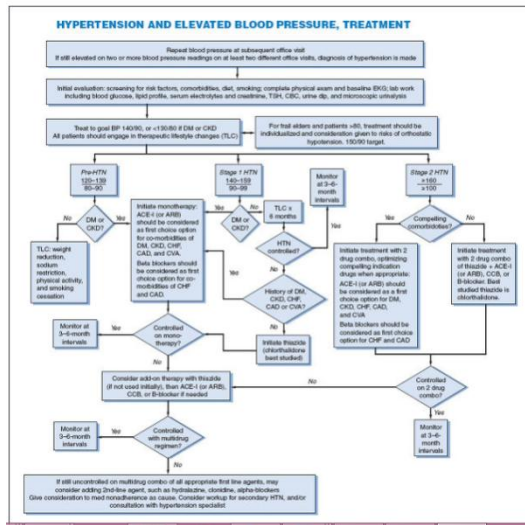 HYPERTENSION AND ELEVATED BLOOD PRESSURE, TREATMENT
Repeat blood pressure at subsequent office visit
If still elevated on two or more blood pressure readings on at least two different office visits, diagnosis of hypertension is made
Initial evaluation: screening for risk factors, comorbidities, diet, smoking; complete physical exam and baseline EKG; lab work
including blood glucose, lipid profile, serum electrolytes and creatinine, TSH, CBC, urine dip, and microscopic urinalysis
Treat to goal BP 140/90, or <130/80 if DM or CKD
All patients should engage in therapeutic lifestyle changes (TLC)
For frail elders and patients >80, treatment should be
individualized and consideration given to risks of orthostatic
hypotension. 150/90 target.
Pre-HTN
120–139
80–90
Stage 1 HTN
140–159
90–99
Stage 2 HTN
>160
>100
Monitor
at 3–6-
month
intervals
No
DM or
CKD?
Yes
Initiate monotherapy:
ACE-I (or ARB)
should be considered
as first choice option
for co-morbidities of
DM, CKD, CHF,
CAD, and CVA.
Beta blockers should
be considered as first
choice option for co-
morbidities of CHF
and CAD.
Yes
DM or
CKD?
No
TLC x
6 months
Yes
HTN
controlled?
No
Yes
History of DM,
CKD, CHF,
CAD or CVA?
No
Initiate thiazide
(chlorthalidone
best studied)
Compelling
comorbidities?
Yes
No
Initiate treatment with 2
drug combo, optimizing
compelling indication
drugs when appropriate:
ACE-I (or ARB) should
be considered as a first
choice option for DM,
CKD, CHF, CAD,
and CVA
Beta blockers should be
considered as first choice
option for CHF and CAD
Initiate treatment with
2 drug combo
of thiazide + ACE-I
(or ARB), CCB, or
B-blocker. Best
studied thiazide is
chlorthalidone.
TLC: weight
reduction,
sodium
restriction,
physical activity,
and smoking
cessation
Monitor at
3–6-month
intervals
Yes
Controlled
on mono-
therapy?
No
Consider add-on therapy with thiazide
(if not used initially), then ACE-I (or ARB),
CCB, or B-blocker if needed
No
Controlled
on 2 drug
combo?
Yes
Monitor
at 3–6-
month
intervals
Monitor at
3–6-month
intervals
Yes
Controlled
with multidrug
regimen?
No
If still uncontrolled on multidrug combo of all appropriate first line agents, may
consider adding 2nd-line agent, such as hydralazine, clonidine, alpha-blockers
Give consideration to med nonadherence as cause. Consider workup for secondary HTN, and/or
consultation with hypertension specialist